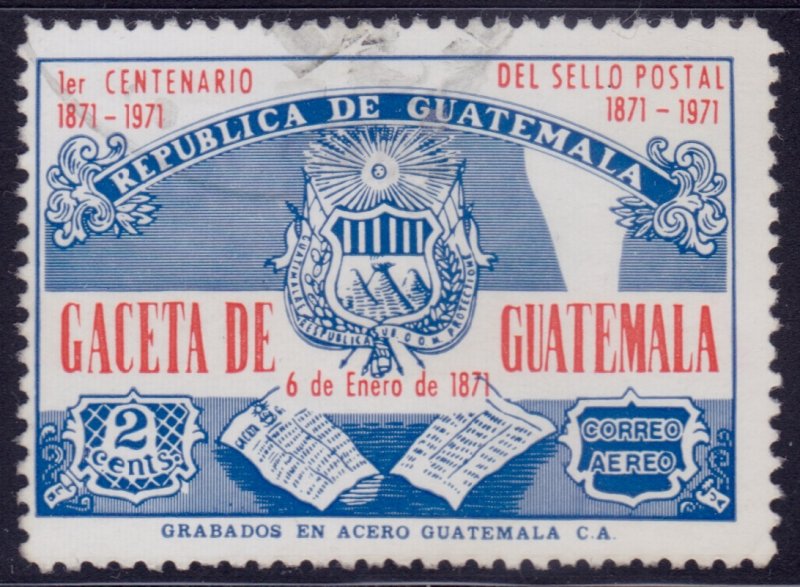 1er CENTENARIO
1871-1971
DEL SELLO POSTAL
1871-1971
REPUBLICA DE GUATEMALA
GACETA DE GUATEMALA
6 de Enero de 1871
2
cents
CORREO
AEREO
GRABADOS EN ACERO GUATEMALA C.A.